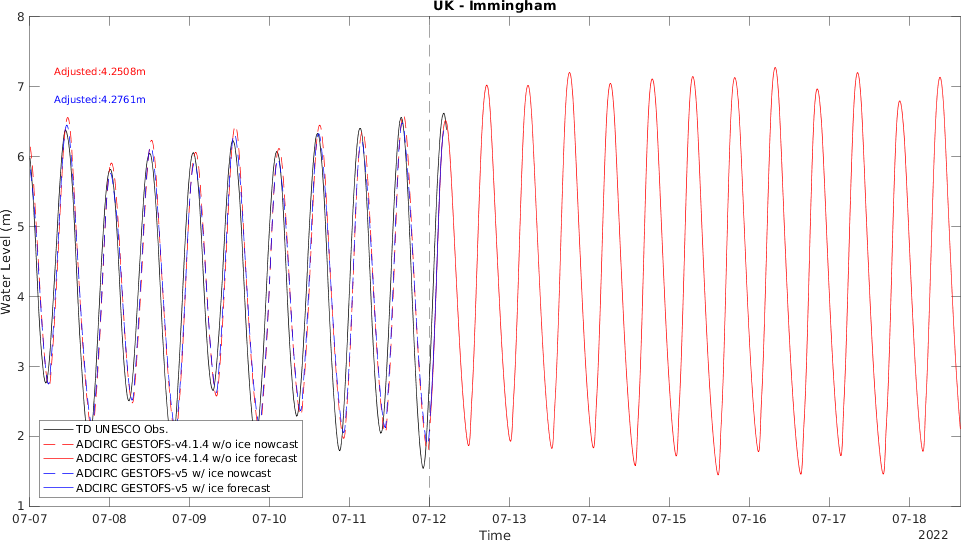 UK - Immingham
8
7
6
5
4
3
2
1
Water Level (m)
Adjusted:4.2508m
Adjusted:4.2761m
TD UNESCO Obs.
ADCIRC GESTOFS-v4.1.4 w/o ice nowcast
ADCIRC GESTOFS-v4.1.4 w/o ice forecast
ADCIRC GESTOFS-v5 w/ ice nowcast
ADCIRC GESTOFS-v5 w/ ice forecast
07-07 07-08 07-09 07-10 07-11 07-12 07-13 07-14 07-15 07-16 07-17 07-18
Time
2022